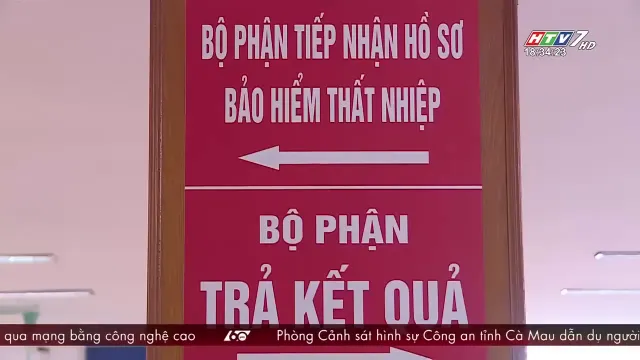 BỘ PHẬN TIẾP NHẬN HỒ SƠ
BẢO HIỂM THẤT NHIỆP
BỘ PHẬN
TRẢ KẾT QUẢ
HTV7 HD
18:34:23
qua mạng bằng công nghệ cao
60 Phòng Cảnh sát hình sự Công an tỉnh Cà Mau dẫn dụ người